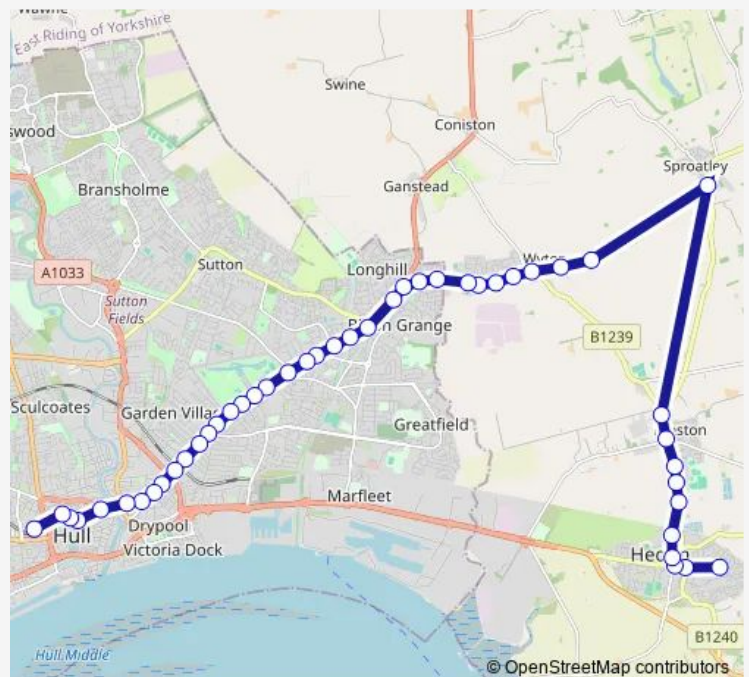 East Riding of Yorkshire
Swine
swood
Coniston
Bransholme
Sproatley
Ganstead
Sutton
Longhill
A1033
Sutton
Fields
B1239
Sculcoates
Garden Villa
Greatfield
Marfleet
Drypool
Hull
Victoria Dock
B1240
Hull Middle
© OpenStreetMap contributors